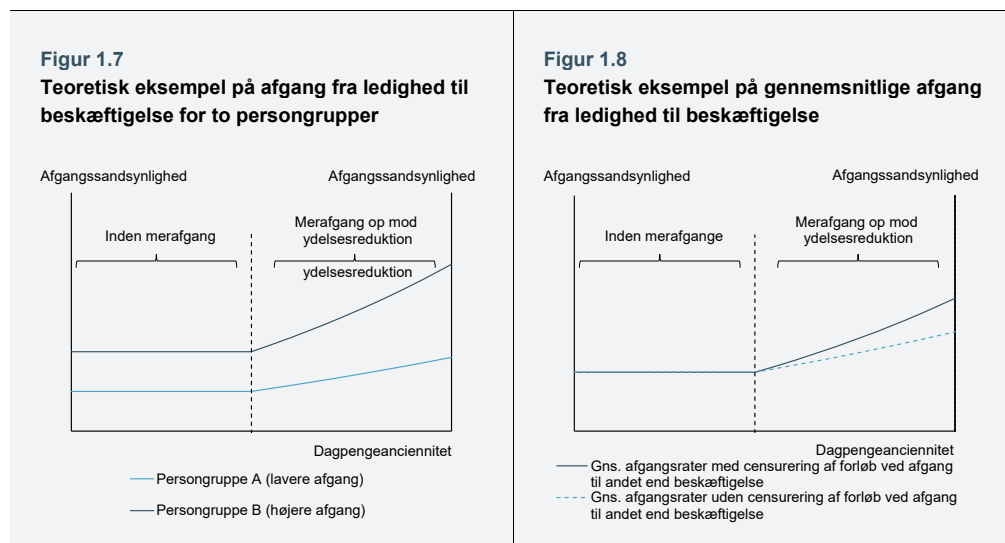 Figur 1.7
Teoretisk eksempel på afgang fra ledighed til
beskæftigelse for to persongrupper
Afgangssandsynlighed
Afgangssandsynlighed
Inden merafgang
Merafgang op mod
ydelsesreduktion
ydelsesreduktion
Dagpengeanciennitet
Persongruppe A (lavere afgang)
Persongruppe B (højere afgang)
Figur 1.8
Teoretisk eksempel på gennemsnitlige afgang
fra ledighed til beskæftigelse
Afgangssandsynlighed
Afgangssandsynlighed
Inden merafgange
Merafgang op mod
ydelsesreduktion
Dagpengeanciennitet
Gns. afgangsrater med censurering af forløb ved afgang
til andet end beskæftigelse
Gns. afgangsrater uden censurering af forløb ved afgang
til andet end beskæftigelse